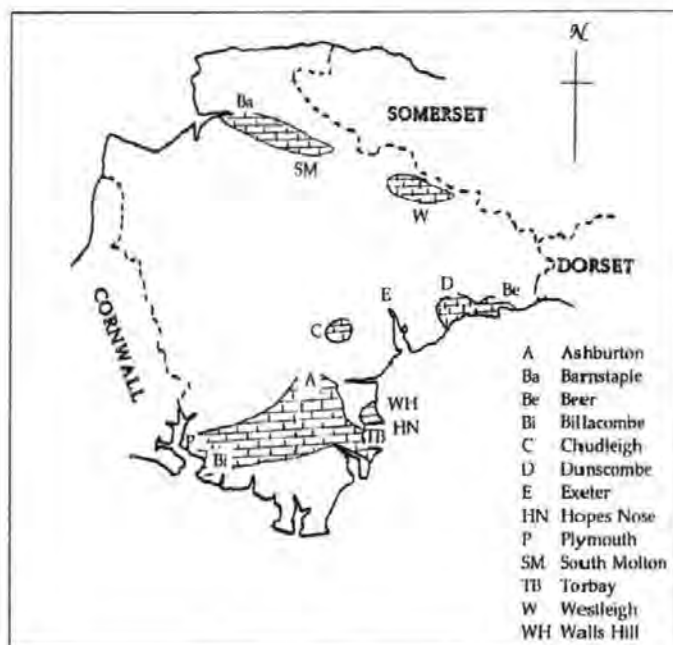 N
Ba
SOMERSET
SM
W
DORSET
D
Be
E
CORNWALL
C
A
WH
HN
TB
P
Bi
A Ashburton
Ba Barnstaple
Be Beer
Bi Billacombe
C Chudleigh
D Dunscombe
E Exeter
HN Hopes Nose
P Plymouth
SM South Molton
TB Torbay
W Westleigh
WH Walls Hill